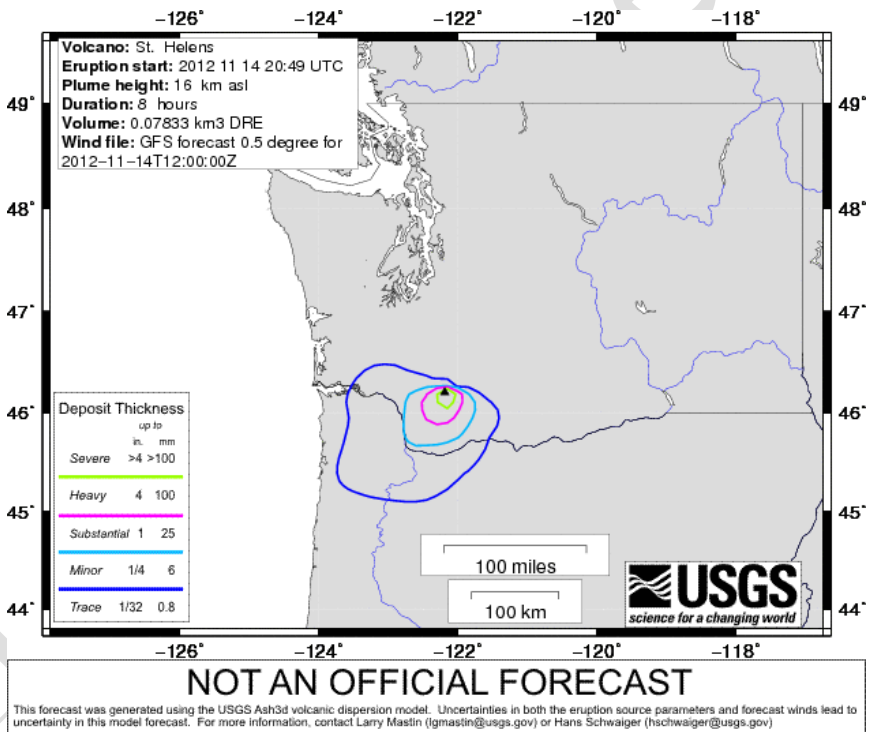 −126˚ −124˚ −122˚ −120˚ −118˚
Volcano: St. Helens
Eruption start: 2012 11 14 20:49 UTC
Plume height: 16 km asl
Duration: 8 hours
Volume: 0.07833 km3 DRE
Wind file: GFS forecast 0.5 degree for
2012−11−14T12:00:00Z
49˚ 49˚
48˚ 48˚
47˚ 47˚
46˚ 46˚
45˚ 45˚
44˚ 44˚
Deposit Thickness
up to
in. mm
Severe >4 >100
Heavy 4 100
Substantial 1 25
Minor 1/4 6
Trace 1/32 0.8
100 miles
100 km
USGS
science for a changing world
−126˚ −124˚ −122˚ −120˚ −118˚
NOT AN OFFICIAL FORECAST
This forecast was generated using the USGS Ash3d volcanic dispersion model. Uncertainties in both the eruption source parameters and forecast winds lead to
uncertainty in this model forecast. For more information, contact Larry Mastin (lgmastin@usgs.gov) or Hans Schwaiger (hschwaiger@usgs.gov)